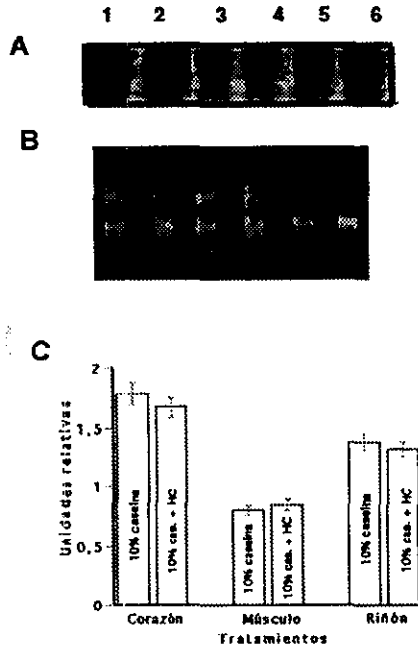 1 2 3 4 5 6
A
B
C
Unidades relativas
2
1.5
1
0.5
0
10% caseína
10% cas. + HC
10% caseína
10% cas. + HC
10% caseína
10% cas. + HC
Corazón Músculo Riñón
Tratamientos